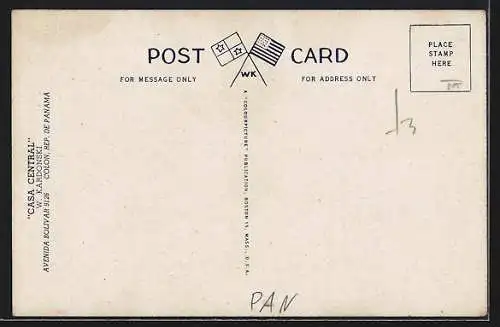 POST CARD
FOR MESSAGE ONLY
WK
FOR ADDRESS ONLY
PLACE
STAMP
HERE
"CASA CENTRAL"
W. KARDONSKI
AVENIDA BOLIVAR 9126 COLON, REP. DE PANAMA
A "COLOURPICTURE" PUBLICATION, BOSTON 15, MASS., U.S.A.
PAN